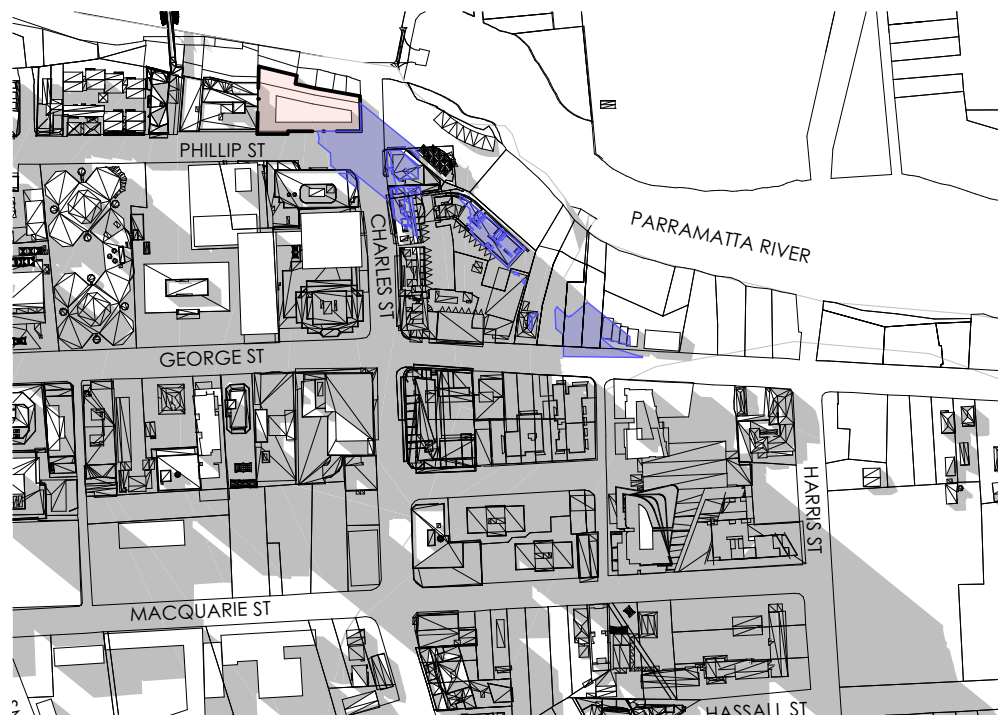 PHILLIP ST
PARRAMATTA RIVER
CHARLES ST
GEORGE ST
HARRIS ST
MACQUARIE ST
HASSALL ST